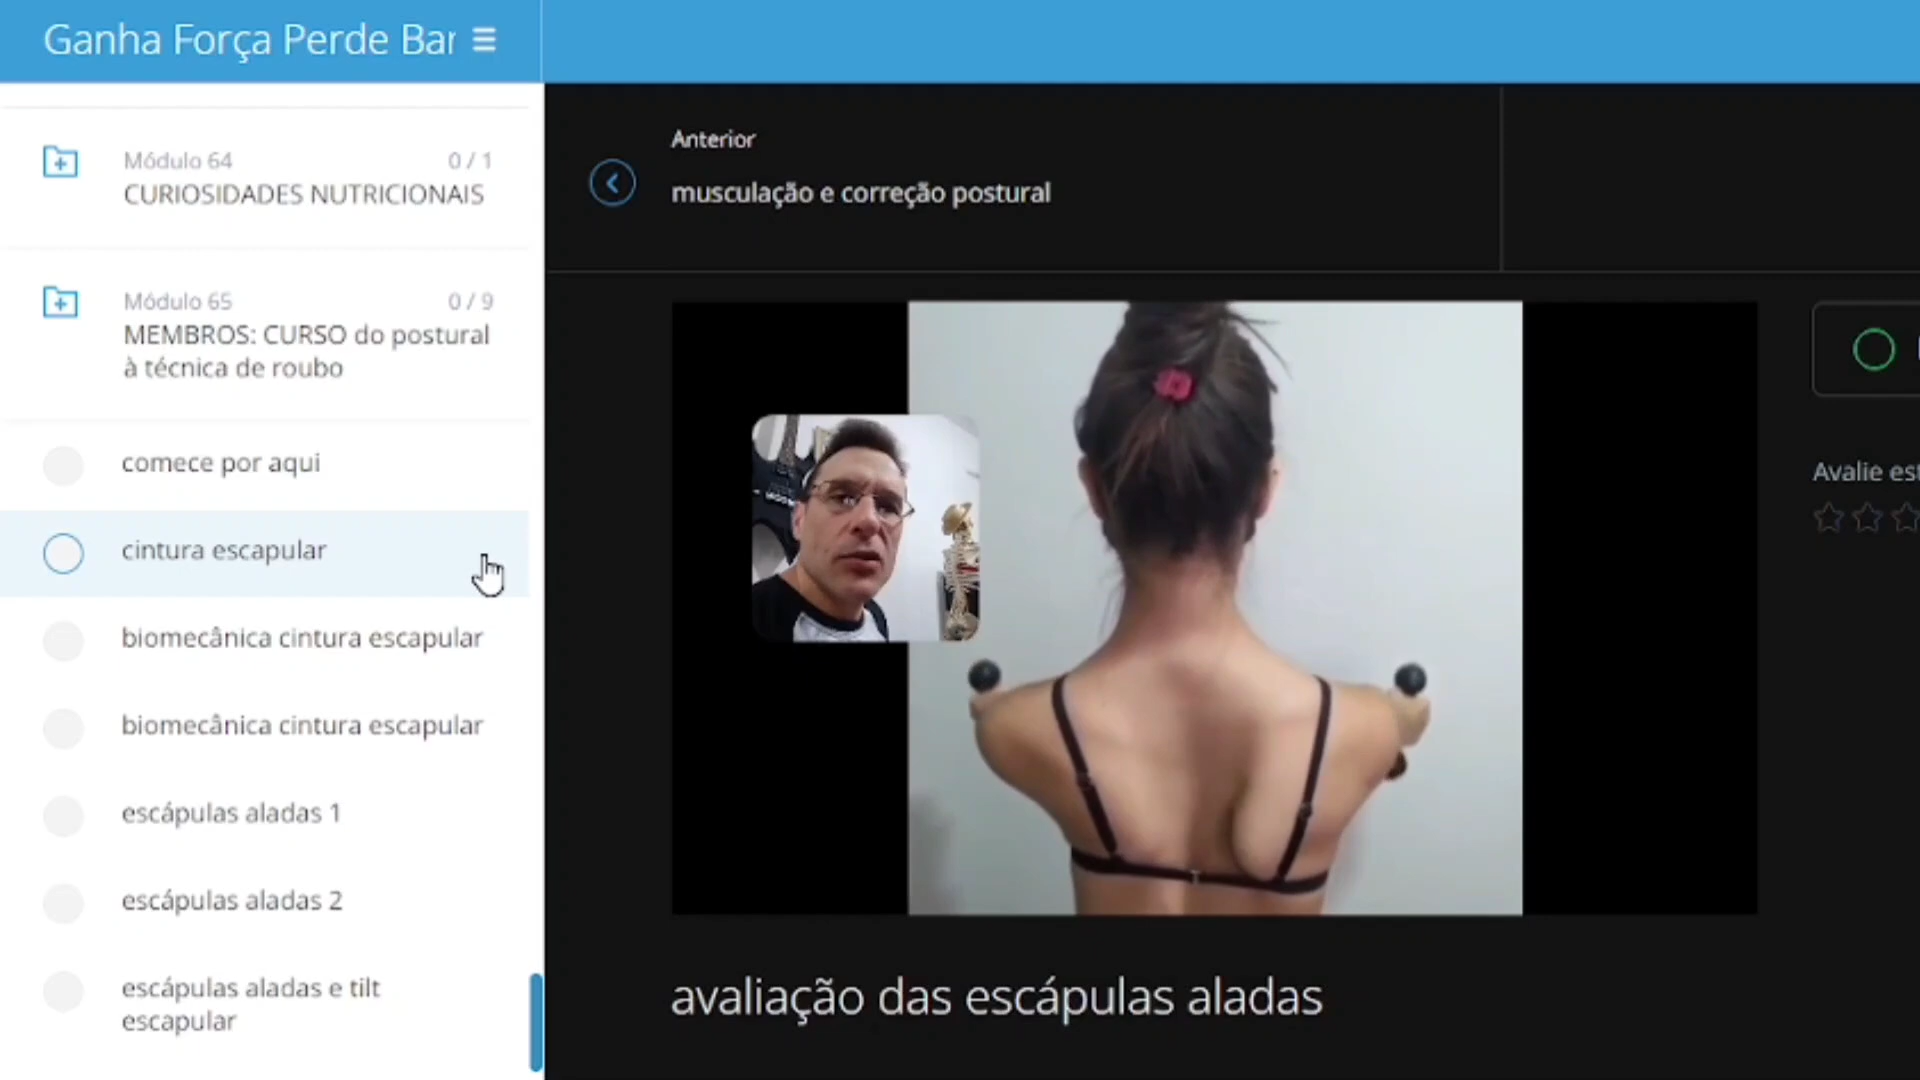 Ganha Força Perde Bar
Módulo 64 0 / 1
CURIOSIDADES NUTRICIONAIS
Módulo 65 0 / 9
MEMBROS: CURSO do postural
à técnica de roubo
comece por aqui
cintura escapular
biomecânica cintura escapular
biomecânica cintura escapular
escápulas aladas 1
escápulas aladas 2
escápulas aladas e tilt
escapular
Anterior
musculação e correção postural
Avalie est
avaliação das escápulas aladas